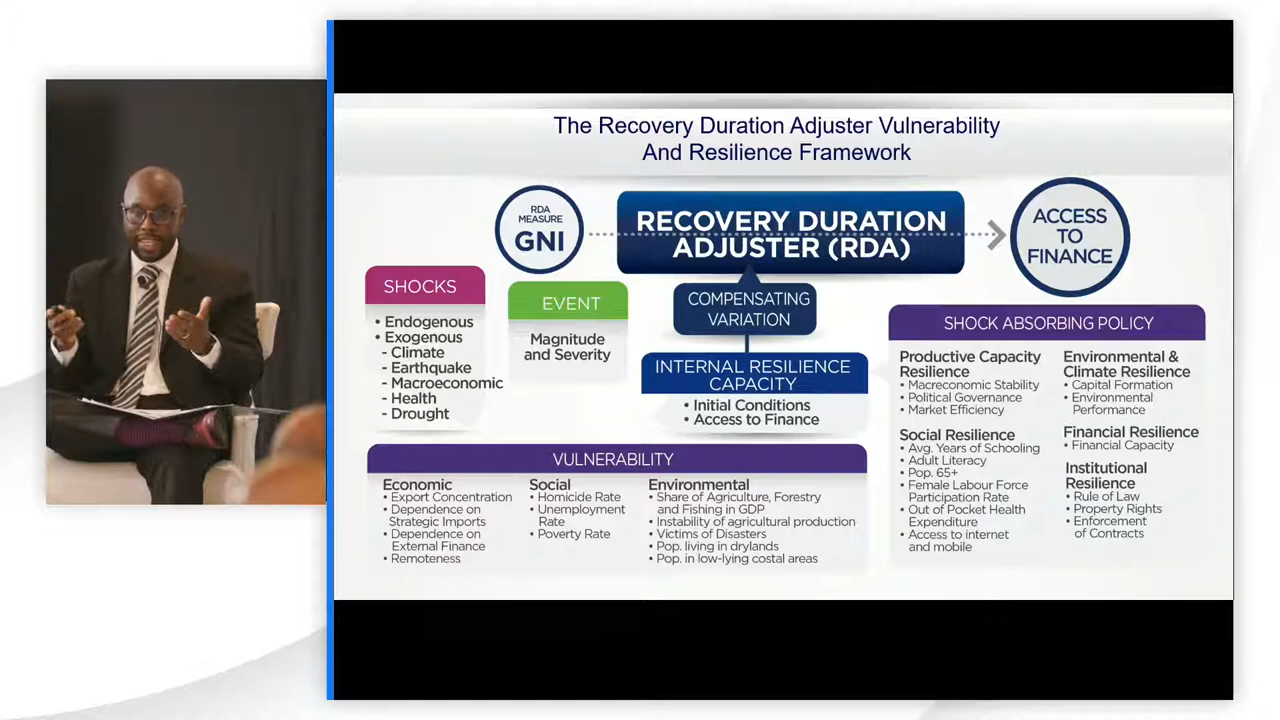 The Recovery Duration Adjuster Vulnerability
And Resilience Framework
RDA
MEASURE
GNI
RECOVERY DURATION
ADJUSTER (RDA)
ACCESS
TO
FINANCE
SHOCKS
• Endogenous
• Exogenous
- Climate
- Earthquake
- Macroeconomic
- Health
- Drought
EVENT
Magnitude
and Severity
COMPENSATING
VARIATION
INTERNAL RESILIENCE
CAPACITY
• Initial Conditions
• Access to Finance
VULNERABILITY
Economic
• Export Concentration
• Dependence on
Strategic Imports
• Dependence on
External Finance
• Remoteness
Social
• Homicide Rate
• Unemployment
Rate
• Poverty Rate
Environmental
• Share of Agriculture, Forestry
and Fishing in GDP
• Instability of agricultural production
• Victims of Disasters
• Pop. living in drylands
• Pop. in low-lying costal areas
SHOCK ABSORBING POLICY
Productive Capacity
Resilience
• Macreconomic Stability
• Political Governance
• Market Efficiency
Social Resilience
• Avg. Years of Schooling
• Adult Literacy
• Pop. 65+
• Female Labour Force
Participation Rate
• Out of Pocket Health
Expenditure
• Access to internet
and mobile
Environmental &
Climate Resilience
• Capital Formation
• Environmental
Performance
Financial Resilience
• Financial Capacity
Institutional
Resilience
• Rule of Law
• Property Rights
• Enforcement
of Contracts